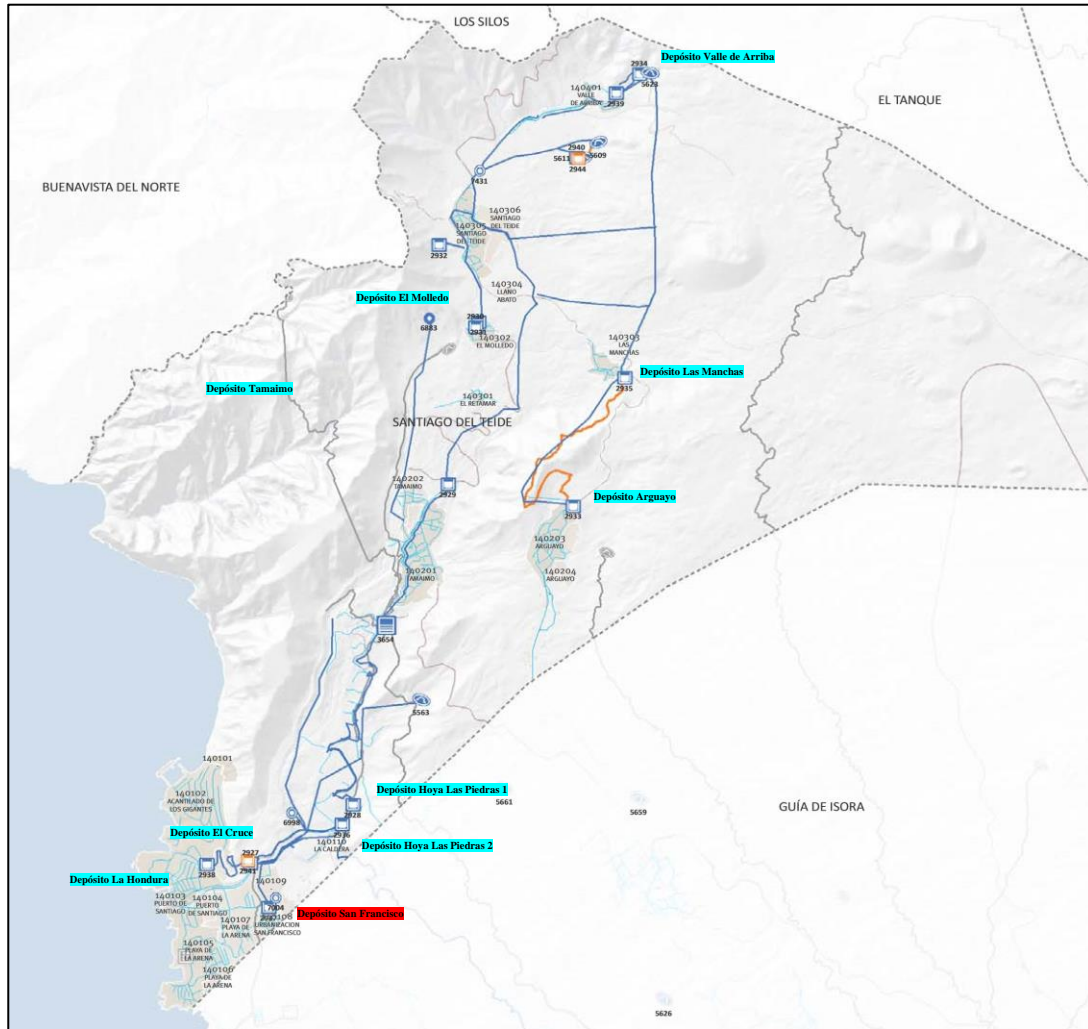 LOS SILOS
Depósito Valle de Arriba
2934
5623
140401
VALLE
DE ARRIBA
2939
EL TANQUE
2940
5611
5609
2944
BUENAVISTA DEL NORTE
7431
140306
SANTIAGO
DEL TEIDE
140305
SANTIAGO
DEL TEIDE
2932
140304
LLANO
ABATO
Depósito El Molledo
6883
2930
2931
140302
EL MOLLEDO
140303
LAS
MANCHAS
Depósito Las Manchas
2935
Depósito Tamaimo
140301
EL RETAMAR
SANTIAGO DEL TEIDE
140202
TAMAIMO
2929
Depósito Arguayo
2933
140203
ARGUAYO
140201
TAMAIMO
140204
ARGUAYO
3654
5563
140101
140102
ACANTILADO DE
LOS GIGANTES
Depósito Hoya Las Piedras 1
5661
5659
GUÍA DE ISORA
2928
6998
2936
Depósito El Cruce
140110
LA CALDERA
Depósito Hoya Las Piedras 2
2927
2941
2938
Depósito La Hondura
140109
140103
PUERTO DE
SANTIAGO
140104
PUERTO
DE SANTIAGO
7004
Depósito San Francisco
140107
PLAYA DE
LA ARENA
URBANIZACION
SAN FRANCISCO
140105
PLAYA DE
LA ARENA
140106
PLAYA DE
LA ARENA
5626